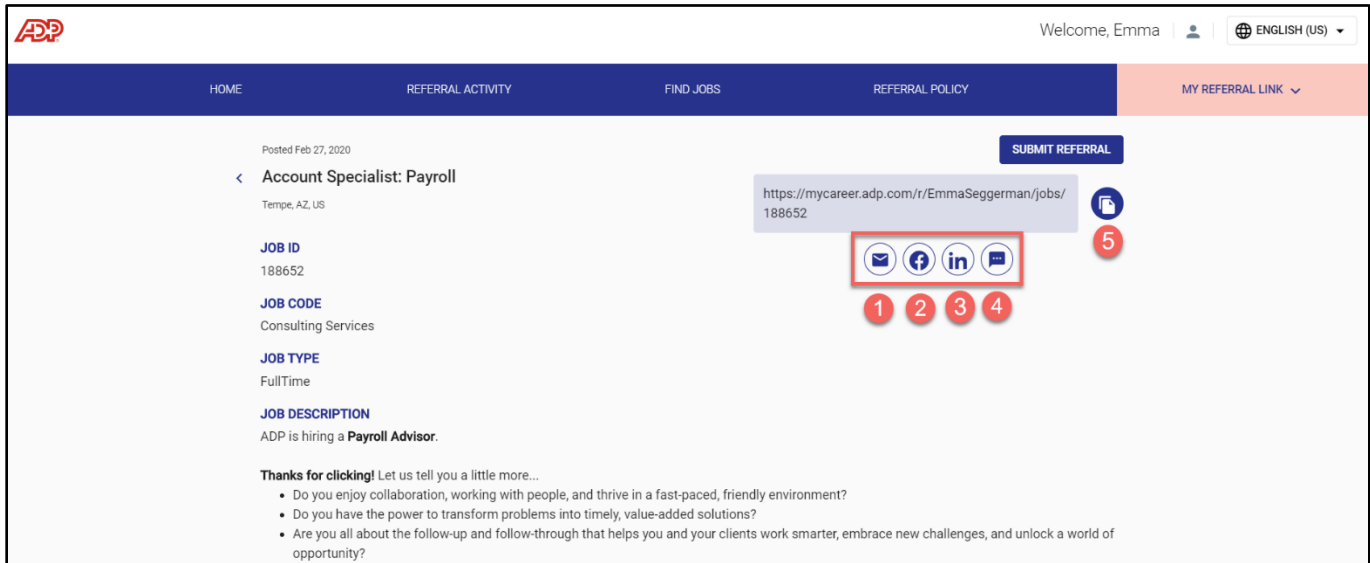 ADP
Welcome, Emma
ENGLISH (US)
HOME
REFERRAL ACTIVITY
FIND JOBS
REFERRAL POLICY
MY REFERRAL LINK
Posted Feb 27, 2020
SUBMIT REFERRAL
Account Specialist: Payroll
Tempe, AZ, US
https://mycareer.adp.com/r/EmmaSeggerman/jobs/
188652
5
in
1
2
3
4
JOB ID
188652
JOB CODE
Consulting Services
JOB TYPE
FullTime
JOB DESCRIPTION
ADP is hiring a Payroll Advisor.
Thanks for clicking! Let us tell you a little more...
• Do you enjoy collaboration, working with people, and thrive in a fast-paced, friendly environment?
• Do you have the power to transform problems into timely, value-added solutions?
• Are you all about the follow-up and follow-through that helps you and your clients work smarter, embrace new challenges, and unlock a world of
opportunity?